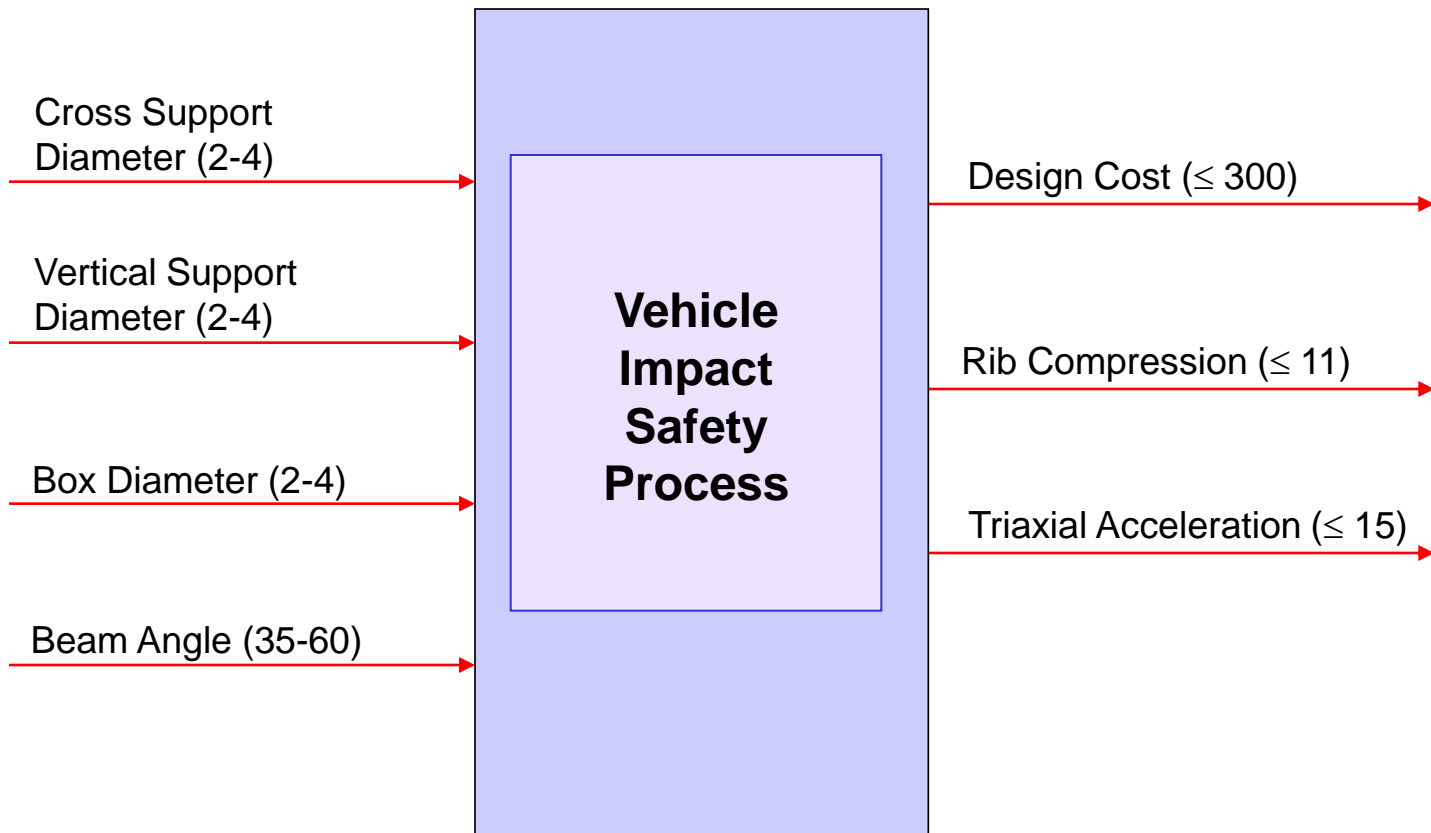 Cross Support
Diameter (2-4)
Vertical Support
Diameter (2-4)
Box Diameter (2-4)
Beam Angle (35-60)
Vehicle
Impact
Safety
Process
Design Cost (≤ 300)
Rib Compression (≤ 11)
Triaxial Acceleration (≤ 15)